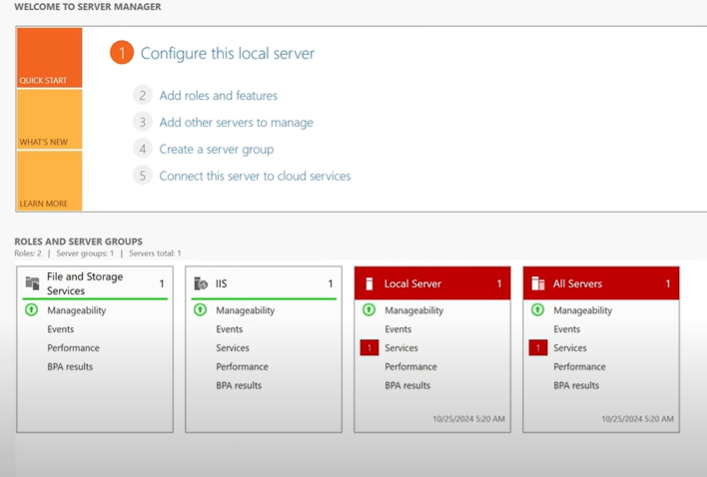 WELCOME TO SERVER MANAGER
QUICK START
WHAT'S NEW
LEARN MORE
1 Configure this local server
2 Add roles and features
3 Add other servers to manage
4 Create a server group
5 Connect this server to cloud services
ROLES AND SERVER GROUPS
Roles: 2 | Server groups: 1 | Servers total: 1
File and Storage
Services
1
Manageability
Events
Performance
BPA results
IIS 1
Manageability
Events
Services
Performance
BPA results
Local Server 1
Manageability
Events
1 Services
Performance
BPA results
10/25/2024 5:20 AM
All Servers 1
Manageability
Events
1 Services
Performance
BPA results
10/25/2024 5:20 AM